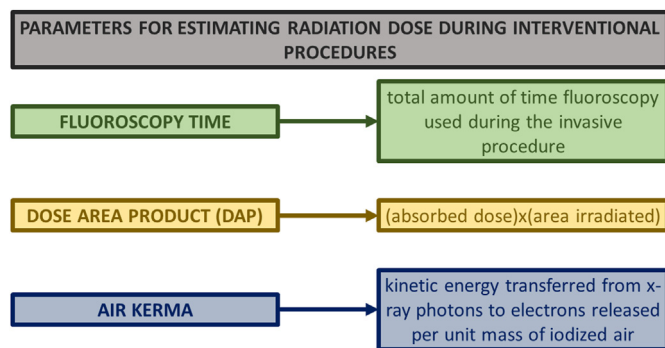 PARAMETERS FOR ESTIMATING RADIATION DOSE DURING INTERVENTIONAL
PROCEDURES
FLUOROSCOPY TIME
total amount of time fluoroscopy
used during the invasive
procedure
DOSE AREA PRODUCT (DAP)
(absorbed dose)x(area irradiated)
AIR KERMA
kinetic energy transferred from x-
ray photons to electrons released
per unit mass of iodized air